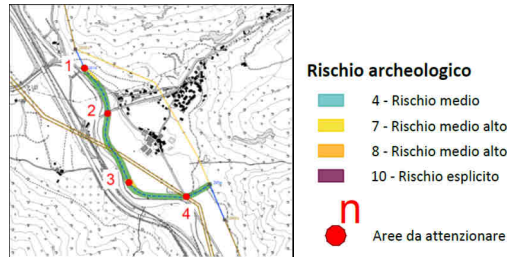 1
2
3
4
Rischio archeologico
4 - Rischio medio
7 - Rischio medio alto
8 - Rischio medio alto
10 - Rischio esplicito
n
Aree da attenzionare